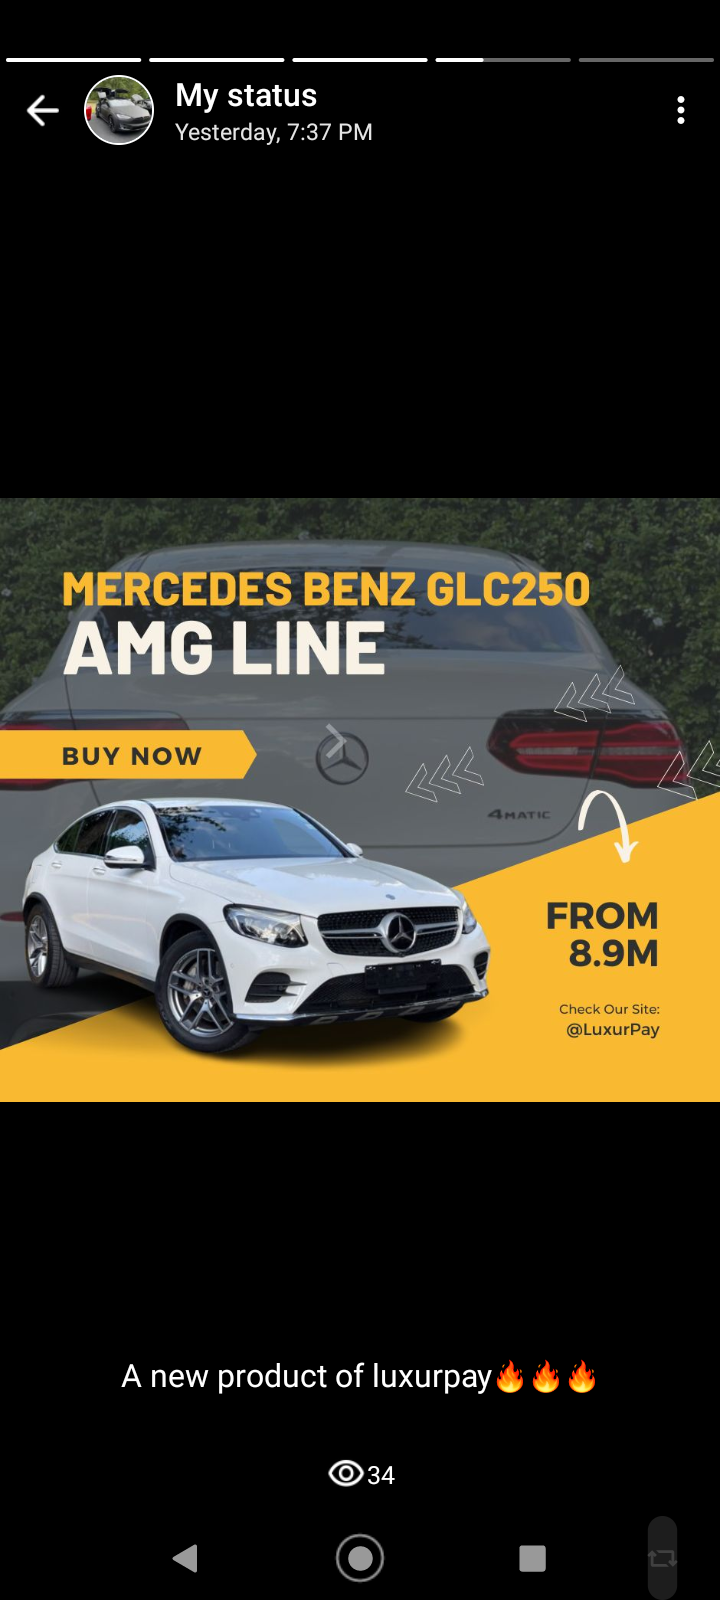 My status
Yesterday, 7:37 PM
MERCEDES BENZ GLC250
AMG LINE
BUY NOW
4MATIC
FROM
8.9M
Check Our Site:
@LuxurPay
A new product of luxurpay🔥🔥🔥
34